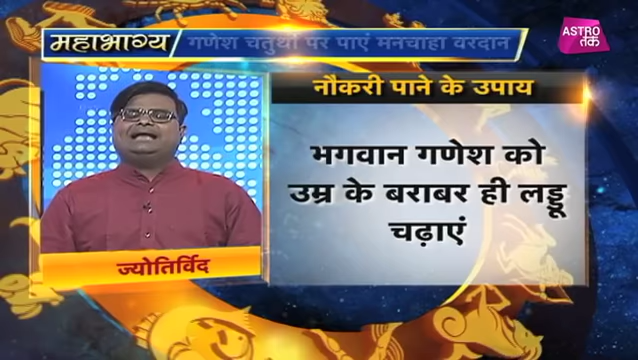 महाभाग्य
गणेश चतुर्थी पर पाएं मनचाहा वरदान
ASTRO
तक
नौकरी पाने के उपाय
भगवान गणेश को
उम्र के बराबर ही लड्डू
चढ़ाएं
ज्योतिर्विद